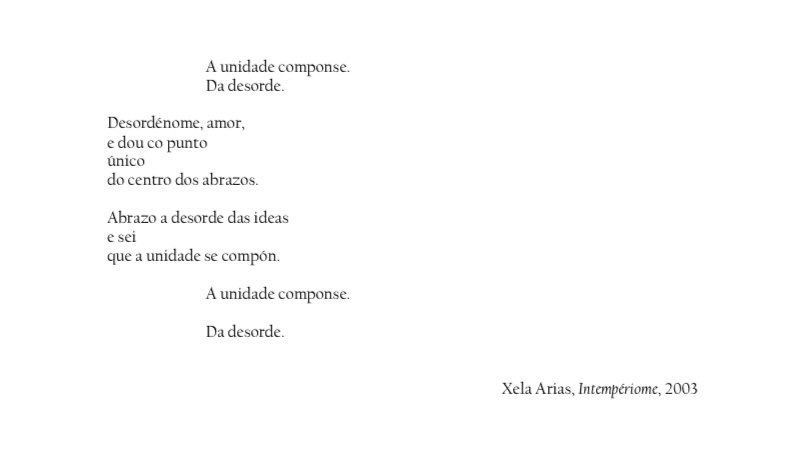 A unidade componse.
Da desorde.
Desordénome, amor,
e dou co punto
único
do centro dos abrazos.
Abrazo a desorde das ideas
e sei
que a unidade se compón.
A unidade componse.
Da desorde.
Xela Arias, Intempériome, 2003